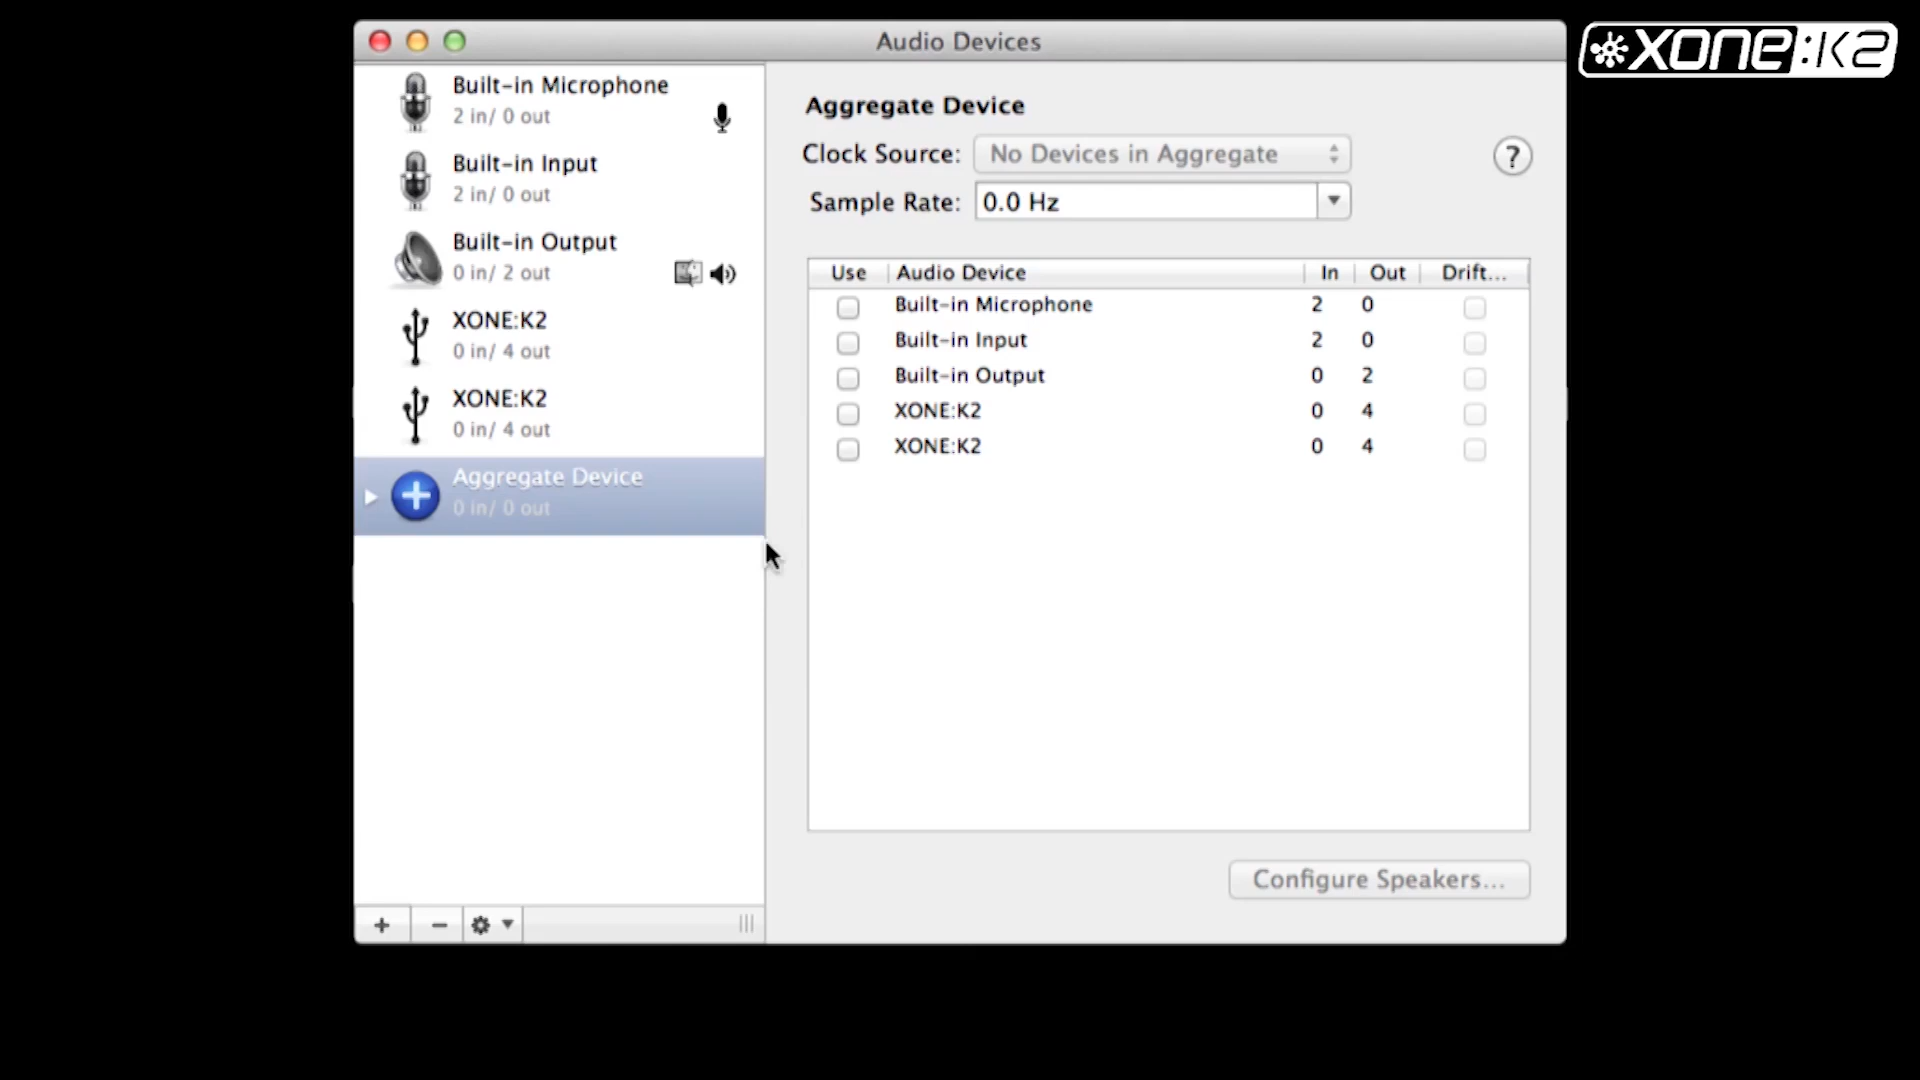 Audio Devices
XONE:K2
Built-in Microphone
2 in/ 0 out
Built-in Input
2 in/ 0 out
Built-in Output
0 in/ 2 out
XONE:K2
0 in/ 4 out
XONE:K2
0 in/ 4 out
Aggregate Device
0 in/ 0 out
Aggregate Device
Clock Source: No Devices in Aggregate
?
Sample Rate: 0.0 Hz
Use Audio Device In Out Drift...
Built-in Microphone 2 0
Built-in Input 2 0
Built-in Output 0 2
XONE:K2 0 4
XONE:K2 0 4
Configure Speakers...